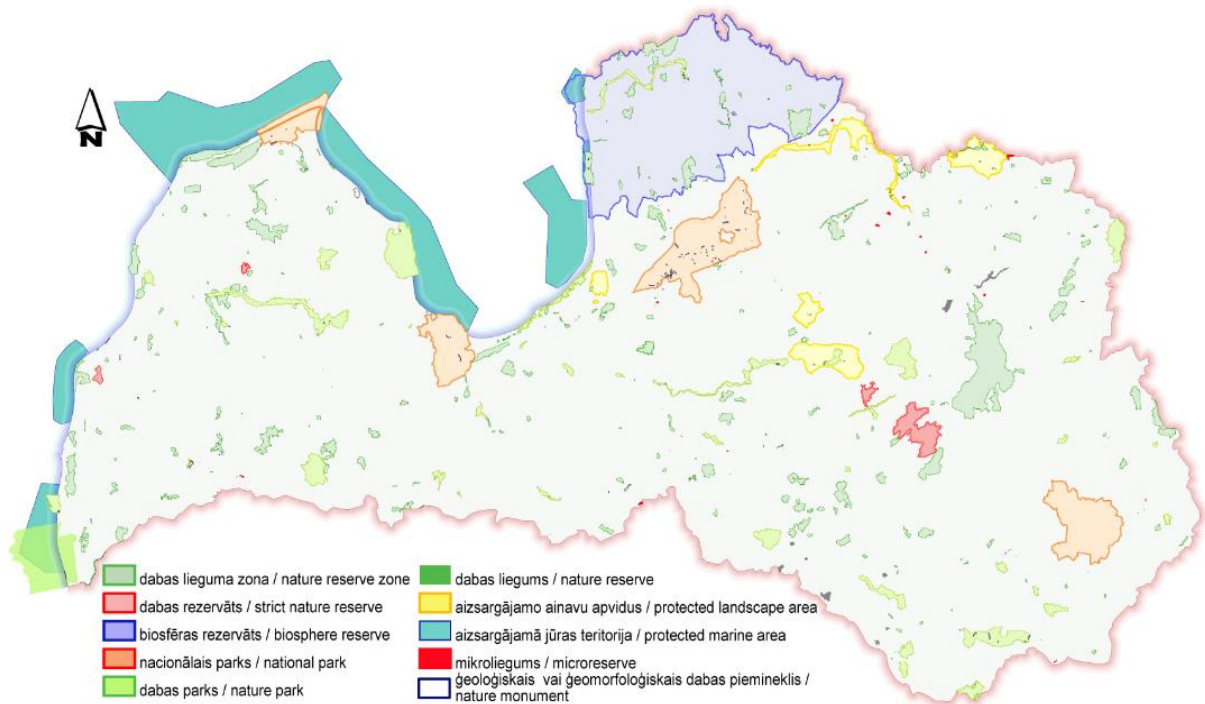 N
dabas lieguma zona / nature reserve zone
dabas rezervāts / strict nature reserve
biosfēras rezervāts / biosphere reserve
nacionālais parks / national park
dabas parks / nature park
dabas liegums / nature reserve
aizsargājamo ainavu apvidus / protected landscape area
aizsargājamā jūras teritorija / protected marine area
mikroliegums / microreserve
ģeoloģiskais vai ģeomorfoloģiskais dabas piemineklis /
nature monument